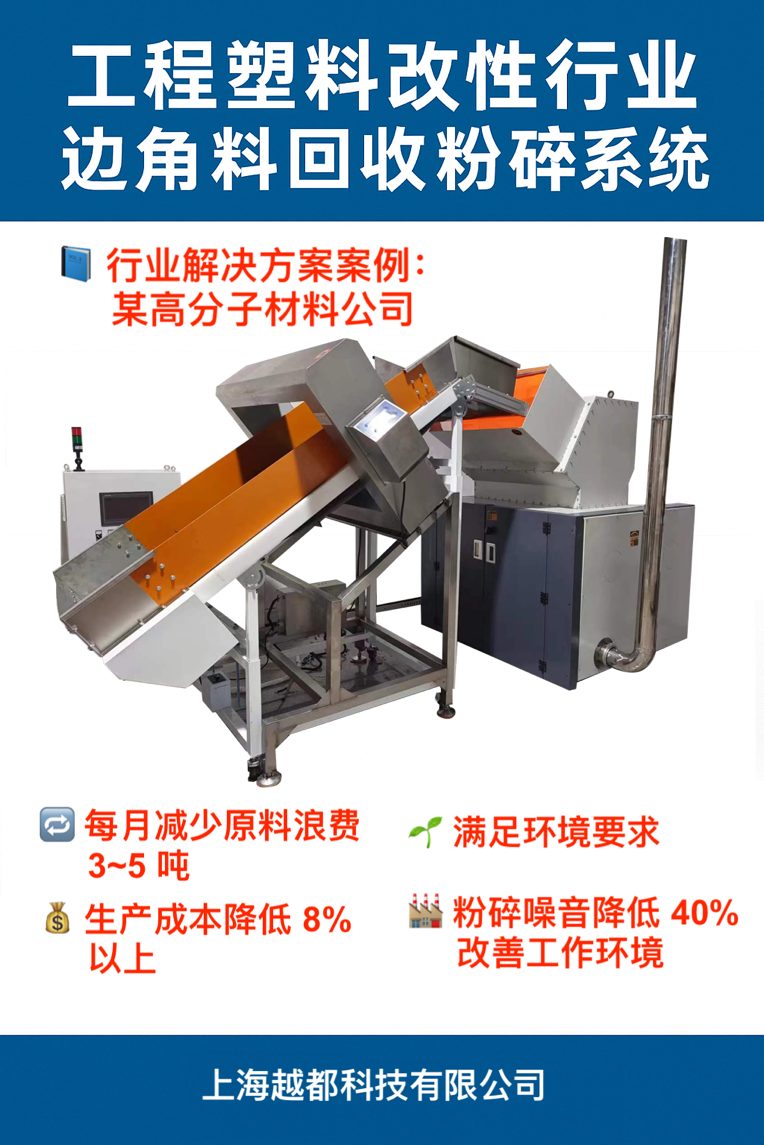 工程塑料改性行业
边角料回收粉碎系统
行业解决方案案例：
某高分子材料公司
每月减少原料浪费
3~5 吨
满足环境要求
生产成本降低 8%
以上
粉碎噪音降低 40%
改善工作环境
上海越都科技有限公司